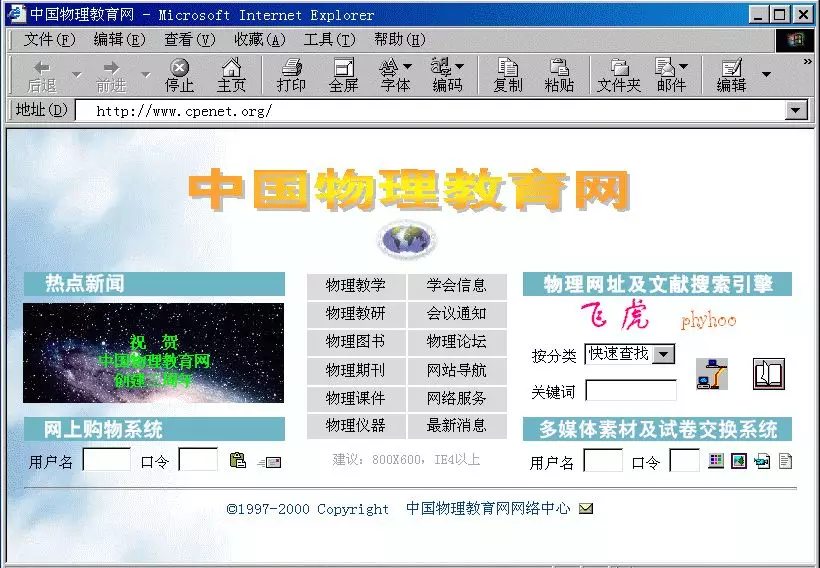 中国物理教育网 - Microsoft Internet Explorer
文件(F) 编辑(E) 查看(V) 收藏(A) 工具(T) 帮助(H)
后退 前进 停止 主页 打印 全屏 字体 编码 复制 粘贴 文件夹 邮件 编辑
地址(D) http://www.cpenet.org/
中国物理教育网
热点新闻
祝 贺
中国物理教育网
创建三周年
网上购物系统
用户名 口令
物理教学 学会信息
物理教研 会议通知
物理图书 物理论坛
物理期刊 网站导航
物理课件 网络服务
物理仪器 最新消息
建议：800X600，IE4以上
物理网址及文献搜索引擎
飞虎 phyhoo
按分类 快速查找
关键词
多媒体素材及试卷交换系统
用户名 口令
©1997-2000 Copyright 中国物理教育网网络中心